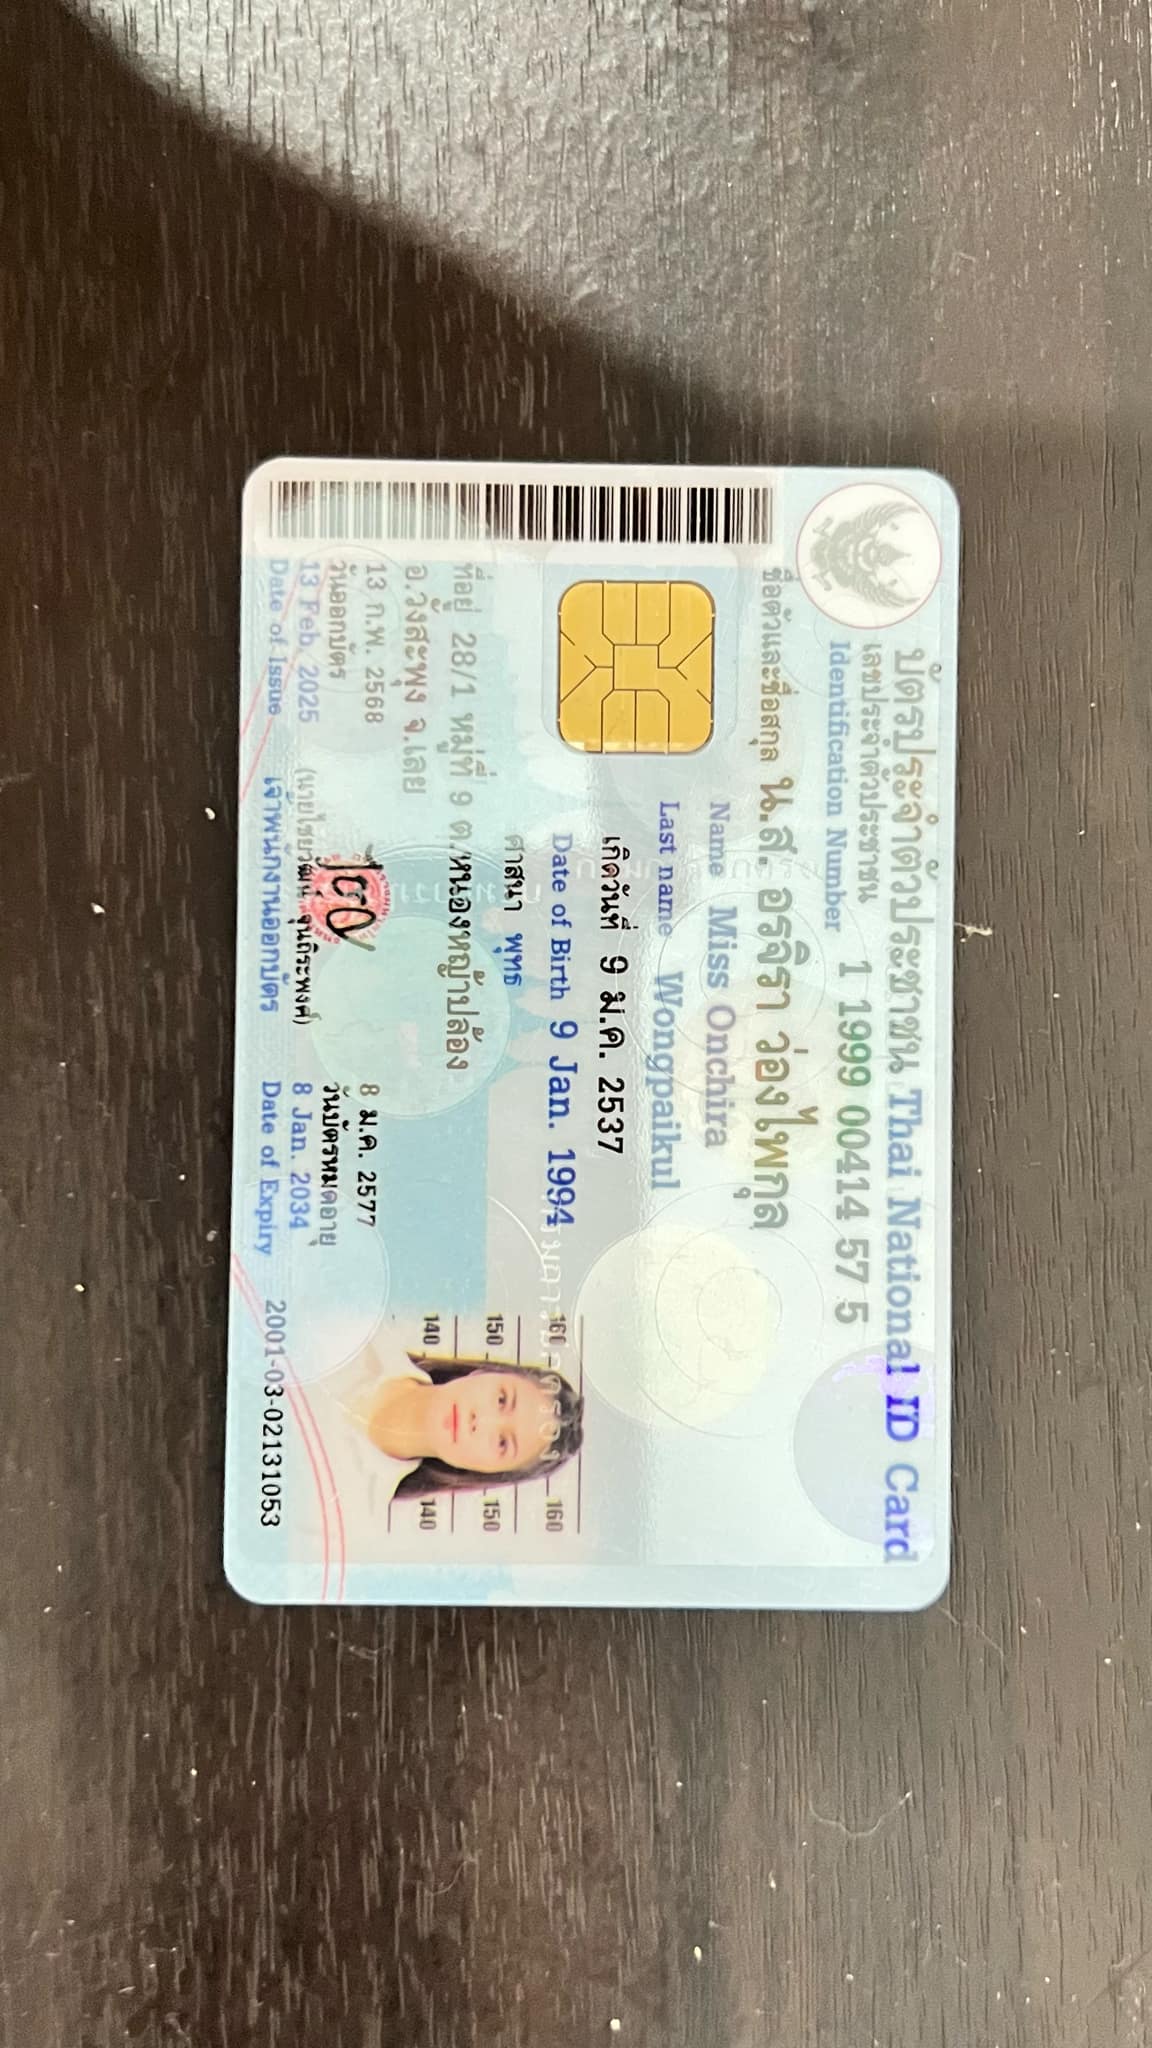 บัตรประจำตัวประชาชน Thai National ID Card
เลขประจำตัวประชาชน 1 1999 00414 57 5
Identification Number
ชื่อตัวและชื่อสกุล น.ส. อรจิรา ว่องไพกุล
Name Miss Onchira
Last name Wongpaikul
เกิดวันที่ 9 ม.ค. 2537
Date of Birth 9 Jan. 1994
ศาสนา พุทธ
ที่อยู่ 28/1 หมู่ที่ 9 ต.หนองหญ้าปล้อง
อ.วังสะพุง จ.เลย
160 160
150 150
140 140
13 ก.พ. 2568
วันออกบัตร
13 Feb. 2025
Date of Issue
(นายไชยวัฒน์ จุนถิระพงศ์)
เจ้าพนักงานออกบัตร
8 ม.ค. 2577
วันบัตรหมดอายุ
8 Jan. 2034
Date of Expiry
2001-03-02131053